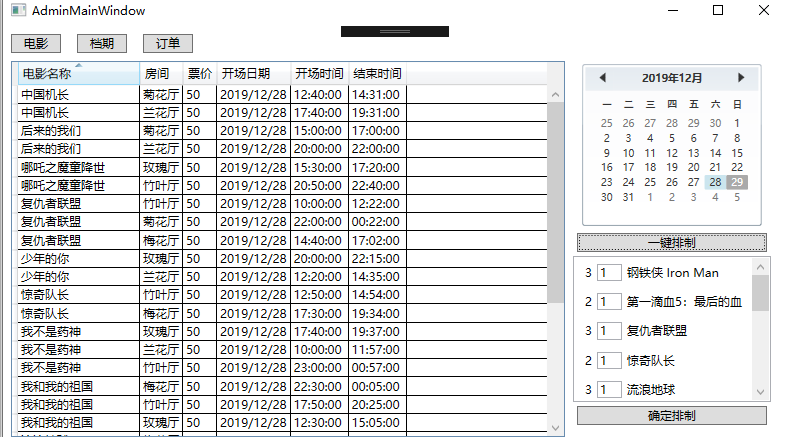 AdminMainWindow
电影 档期 订单
电影名称 房间 票价 开场日期 开场时间 结束时间
中国机长 菊花厅 50 2019/12/28 12:40:00 14:31:00
中国机长 兰花厅 50 2019/12/28 17:40:00 19:31:00
后来的我们 菊花厅 50 2019/12/28 15:00:00 17:00:00
后来的我们 兰花厅 50 2019/12/28 20:00:00 22:00:00
哪吒之魔童降世 玫瑰厅 50 2019/12/28 15:30:00 17:20:00
哪吒之魔童降世 竹叶厅 50 2019/12/28 20:50:00 22:40:00
复仇者联盟 竹叶厅 50 2019/12/28 10:00:00 12:22:00
复仇者联盟 菊花厅 50 2019/12/28 22:00:00 00:22:00
复仇者联盟 梅花厅 50 2019/12/28 14:40:00 17:02:00
少年的你 玫瑰厅 50 2019/12/28 20:00:00 22:15:00
少年的你 兰花厅 50 2019/12/28 12:20:00 14:35:00
惊奇队长 竹叶厅 50 2019/12/28 12:50:00 14:54:00
惊奇队长 梅花厅 50 2019/12/28 17:30:00 19:34:00
我不是药神 玫瑰厅 50 2019/12/28 17:40:00 19:37:00
我不是药神 兰花厅 50 2019/12/28 10:00:00 11:57:00
我不是药神 竹叶厅 50 2019/12/28 23:00:00 00:57:00
我和我的祖国 梅花厅 50 2019/12/28 22:30:00 00:05:00
我和我的祖国 竹叶厅 50 2019/12/28 17:50:00 20:25:00
我和我的祖国 玫瑰厅 50 2019/12/28 12:30:00 15:05:00
2019年12月
一 二 三 四 五 六 日
25 26 27 28 29 30 1
2 3 4 5 6 7 8
9 10 11 12 13 14 15
16 17 18 19 20 21 22
23 24 25 26 27 28 29
30 31 1 2 3 4 5
一键排制
3 1 钢铁侠 Iron Man
2 1 第一滴血5：最后的血
3 1 复仇者联盟
2 1 惊奇队长
3 1 流浪地球
确定排制